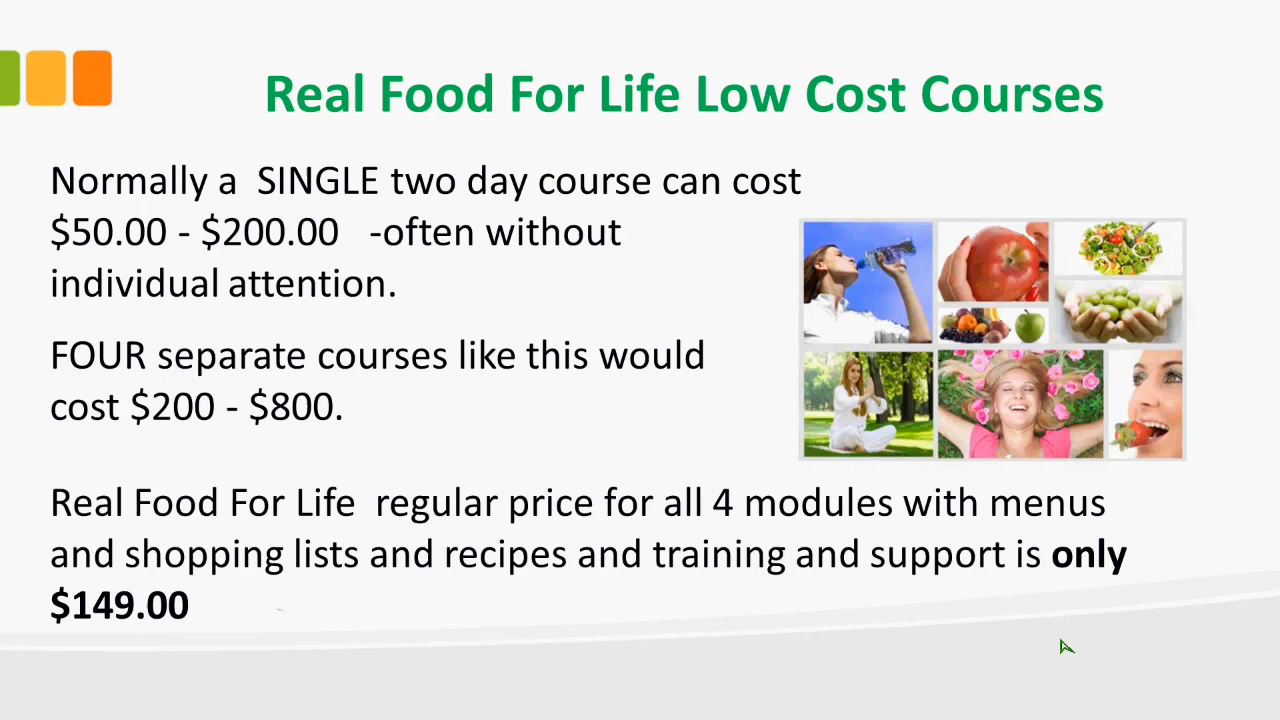 Real Food For Life Low Cost Courses
Normally a  SINGLE two day course can cost
$50.00 - $200.00   -often without
individual attention.
FOUR separate courses like this would
cost $200 - $800.
Real Food For Life  regular price for all 4 modules with menus
and shopping lists and recipes and training and support is only
$149.00